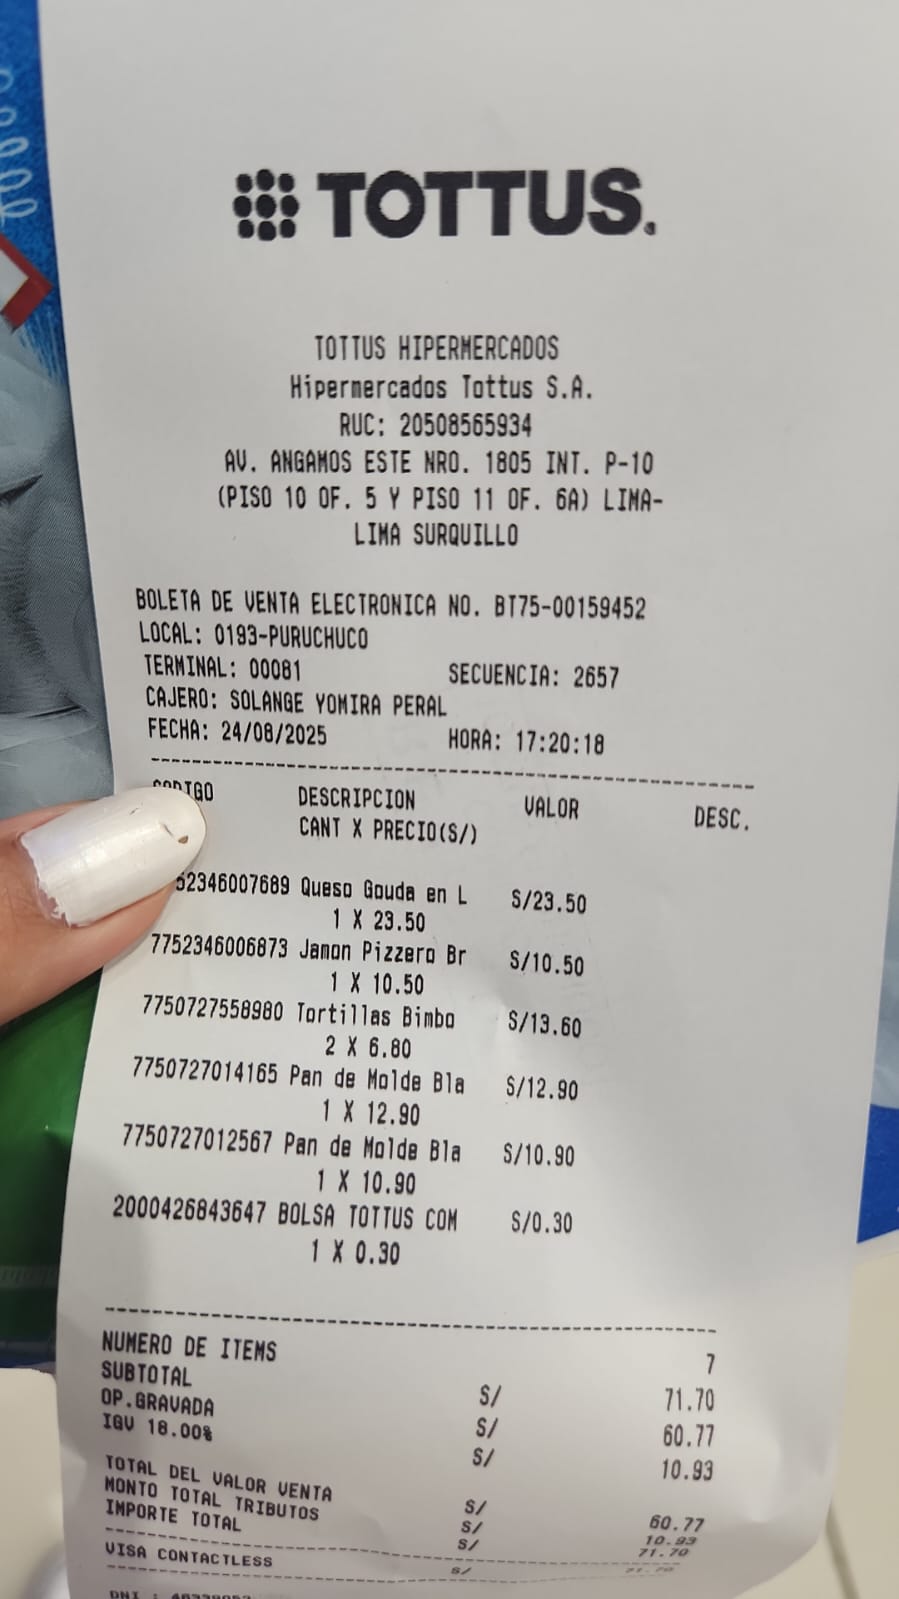 TOTTUS.
TOTTUS HIPERMERCADOS
Hipermercados Tottus S.A.
RUC: 20508565934
AV. ANGAMOS ESTE NRO. 1805 INT. P-10
(PISO 10 OF. 5 Y PISO 11 OF. 6A) LIMA-
LIMA SURQUILLO
BOLETA DE VENTA ELECTRONICA NO. BT75-00159452
LOCAL: 0193-PURUCHUCO
TERMINAL: 00081 SECUENCIA: 2657
CAJERO: SOLANGE YOMIRA PERAL
FECHA: 24/08/2025 HORA: 17:20:18
CODIGO DESCRIPCION VALOR DESC.
CANT X PRECIO(S/)
52346007689 Queso Gouda en L S/23.50
1 X 23.50
7752346006873 Jamon Pizzero Br S/10.50
1 X 10.50
7750727558980 Tortillas Bimbo S/13.60
2 X 6.80
7750727014165 Pan de Molde Bla S/12.90
1 X 12.90
7750727012567 Pan de Molde Bla S/10.90
1 X 10.90
2000426843647 BOLSA TOTTUS COM S/0.30
1 X 0.30
NUMERO DE ITEMS 7
SUBTOTAL S/ 71.70
OP.GRAVADA S/ 60.77
IGV 18.00% S/ 10.93
TOTAL DEL VALOR VENTA S/ 60.77
MONTO TOTAL TRIBUTOS S/ 10.93
IMPORTE TOTAL S/ 71.70
VISA CONTACTLESS S/ 71.70
DNI :